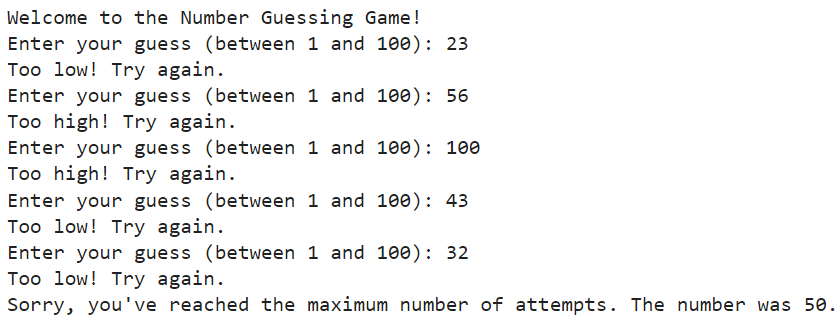 Welcome to the Number Guessing Game!
Enter your guess (between 1 and 100): 23
Too low! Try again.
Enter your guess (between 1 and 100): 56
Too high! Try again.
Enter your guess (between 1 and 100): 100
Too high! Try again.
Enter your guess (between 1 and 100): 43
Too low! Try again.
Enter your guess (between 1 and 100): 32
Too low! Try again.
Sorry, you've reached the maximum number of attempts. The number was 50.